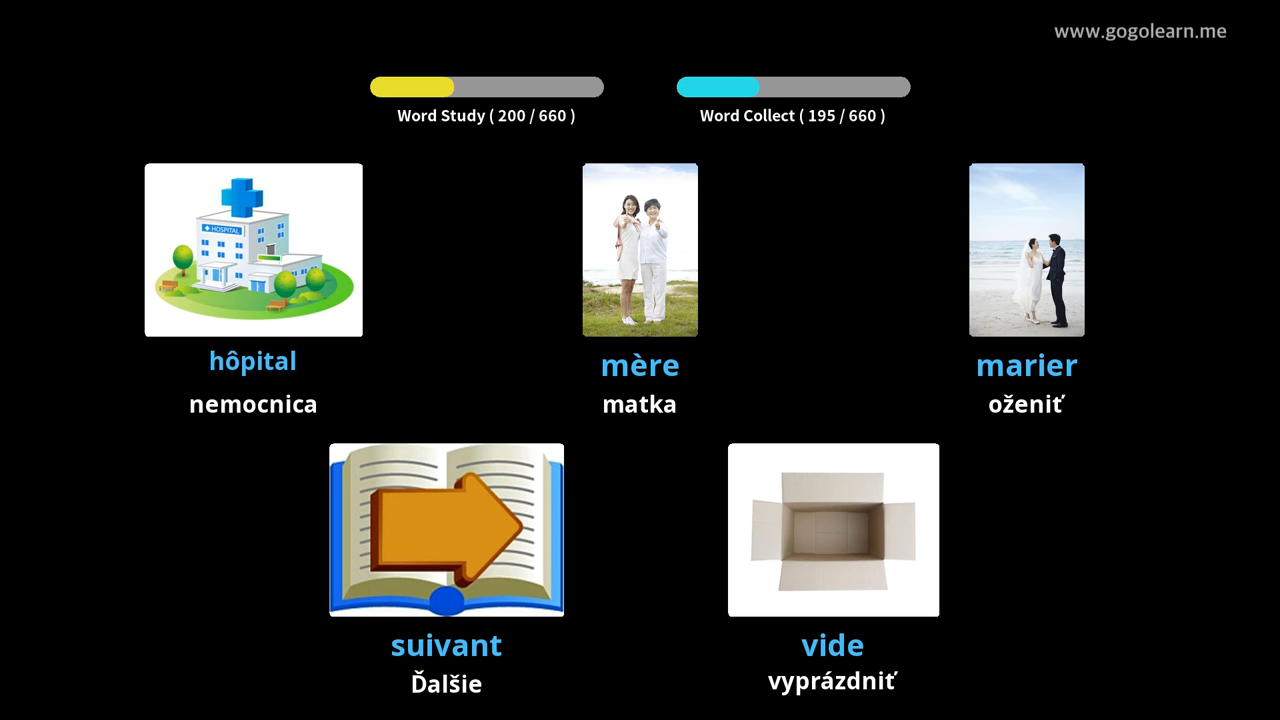 www.gogolearn.me
Word Study ( 200 / 660 )
Word Collect ( 195 / 660 )
HOSPITAL
hôpital
nemocnica
mère
matka
marier
oženiť
suivant
Ďalšie
vide
vyprázdniť